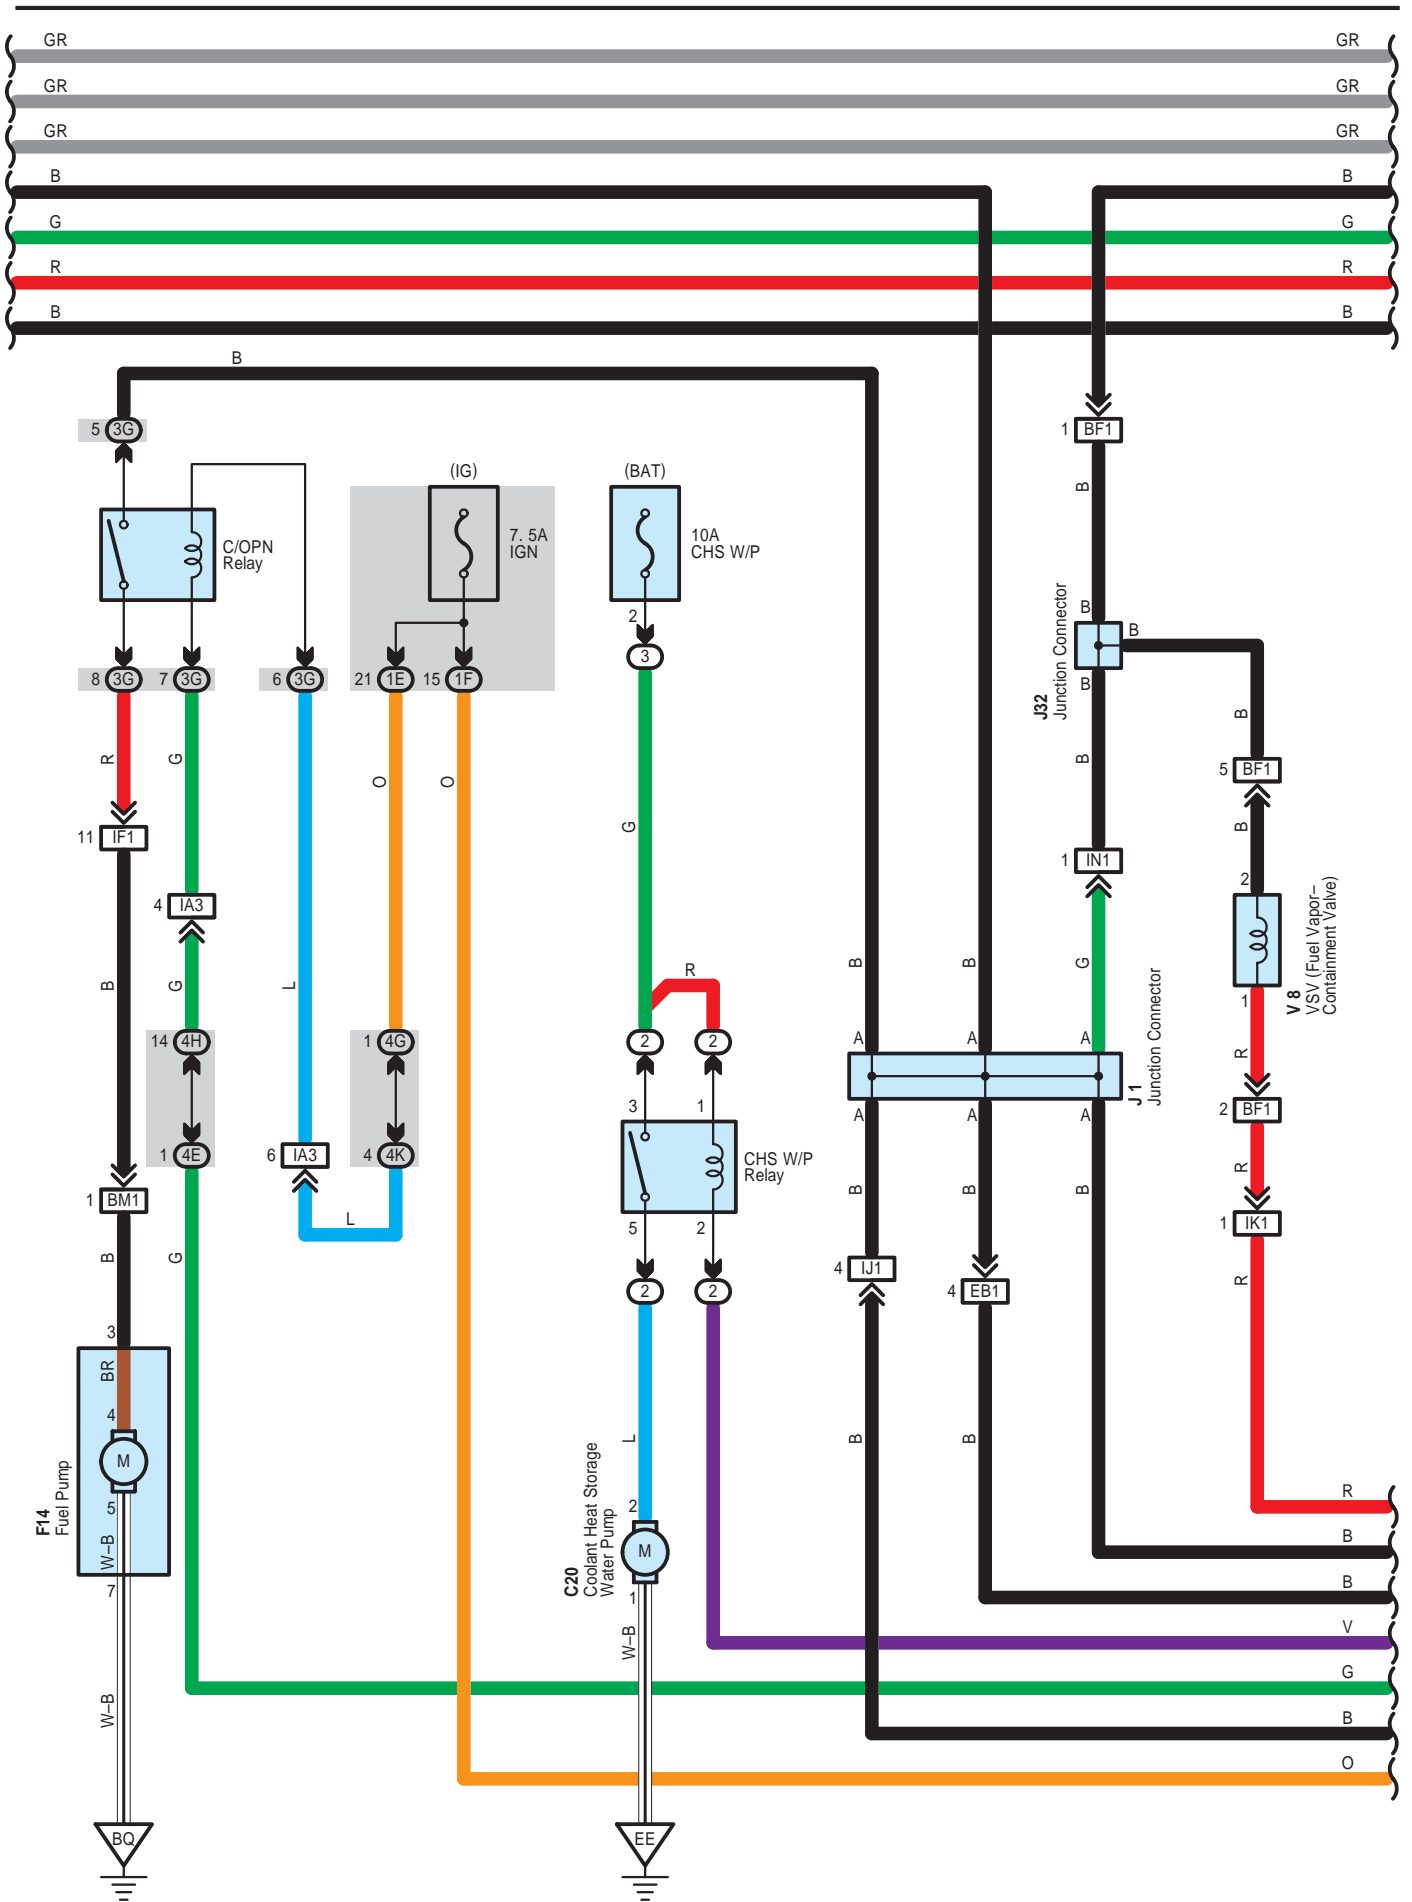 GR GR
GR GR
GR GR
B B
G G
R R
B B
B
5 3G
1 BF1
(IG)
(BAT)
C/OPN
Relay
7. 5A
IGN
10A
CHS W/P
B
2
3
B
B
B
J32
Junction Connector
8 3G 7 3G 6 3G 21 1E 15 1F
R
G
O
O
B
B
5 BF1
11 IF1
G
B
1 IN1
2
4 IA3
V 8
VSV (Fuel Vapor–
Containment Valve)
B
G
L
R
B
B
G
1
14 4H
1 4G
2 2
A A A
J 1
Junction Connector
R
2 BF1
3 1
A A A
1 4E
6 IA3
4 4K
CHS W/P
Relay
R
1 BM1
B
B
B
L
5 2
1 IK1
B
G
4 IJ1
2 2
4 EB1
R
3
BR
4
M
5
W–B
7
F14
Fuel Pump
L
B
B
2
M
1
C20
Coolant Heat Storage
Water Pump
R
B
B
W–B
V
G
W–B
B
O
BQ
EE